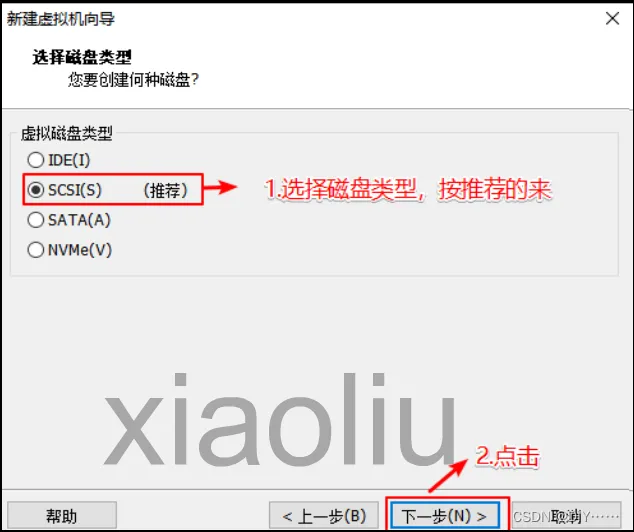 新建虚拟机向导
选择磁盘类型
您要创建何种磁盘?
虚拟磁盘类型
IDE(I)
SCSI(S) （推荐）
1.选择磁盘类型，按推荐的来
SATA(A)
NVMe(V)
xiaoliu
2.点击
帮助
< 上一步(B)
下一步(N) >
取消